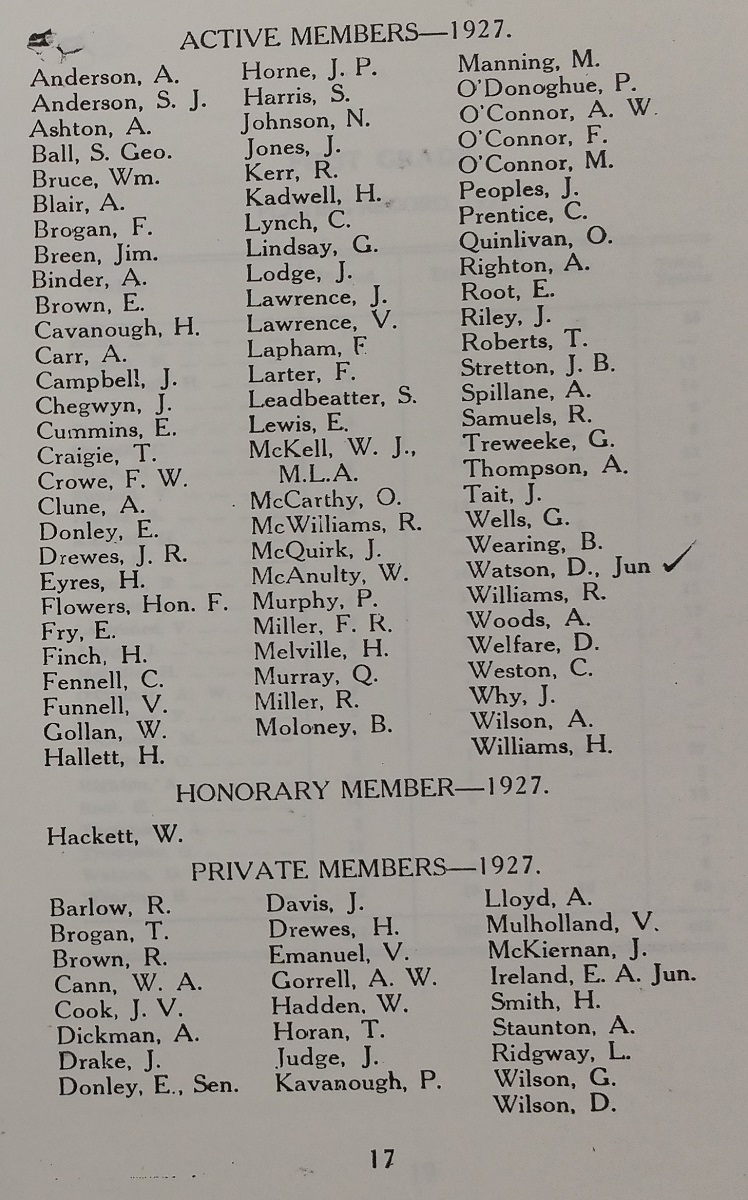 ACTIVE MEMBERS—1927.
Anderson, A.
Anderson, S. J.
Ashton, A.
Ball, S. Geo.
Bruce, Wm.
Blair, A.
Brogan, F.
Breen, Jim.
Binder, A.
Brown, E.
Cavanough, H.
Carr, A.
Campbell, J.
Chegwyn, J.
Cummins, E.
Craigie, T.
Crowe, F. W.
Clune, A.
Donley, E.
Drewes, J. R.
Eyres, H.
Flowers, Hon. F.
Fry, E.
Finch, H.
Fennell, C.
Funnell, V.
Gollan, W.
Hallett, H.
Horne, J. P.
Harris, S.
Johnson, N.
Jones, J.
Kerr, R.
Kadwell, H.
Lynch, C.
Lindsay, G.
Lodge, J.
Lawrence, J.
Lawrence, V.
Lapham, F
Larter, F.
Leadbeatter, S.
Lewis, E.
McKell, W. J.,
M.L.A.
McCarthy, O.
McWilliams, R.
McQuirk, J.
McAnulty, W.
Murphy, P.
Miller, F. R.
Melville, H.
Murray, Q.
Miller, R.
Moloney, B.
Manning, M.
O'Donoghue, P.
O'Connor, A. W.
O'Connor, F.
O'Connor, M.
Peoples, J.
Prentice, C.
Quinlivan, O.
Righton, A.
Root, E.
Riley, J.
Roberts, T.
Stretton, J. B.
Spillane, A.
Samuels, R.
Treweeke, G.
Thompson, A.
Tait, J.
Wells, G.
Wearing, B.
Watson, D., Jun ✓
Williams, R.
Woods, A.
Welfare, D.
Weston, C.
Why, J.
Wilson, A.
Williams, H.
HONORARY MEMBER—1927.
Hackett, W.
PRIVATE MEMBERS—1927.
Barlow, R.
Brogan, T.
Brown, R.
Cann, W. A.
Cook, J. V.
Dickman, A.
Drake, J.
Donley, E., Sen.
Davis, J.
Drewes, H.
Emanuel, V.
Gorrell, A. W.
Hadden, W.
Horan, T.
Judge, J.
Kavanough, P.
Lloyd, A.
Mulholland, V.
McKiernan, J.
Ireland, E. A. Jun.
Smith, H.
Staunton, A.
Ridgway, L.
Wilson, G.
Wilson, D.
17